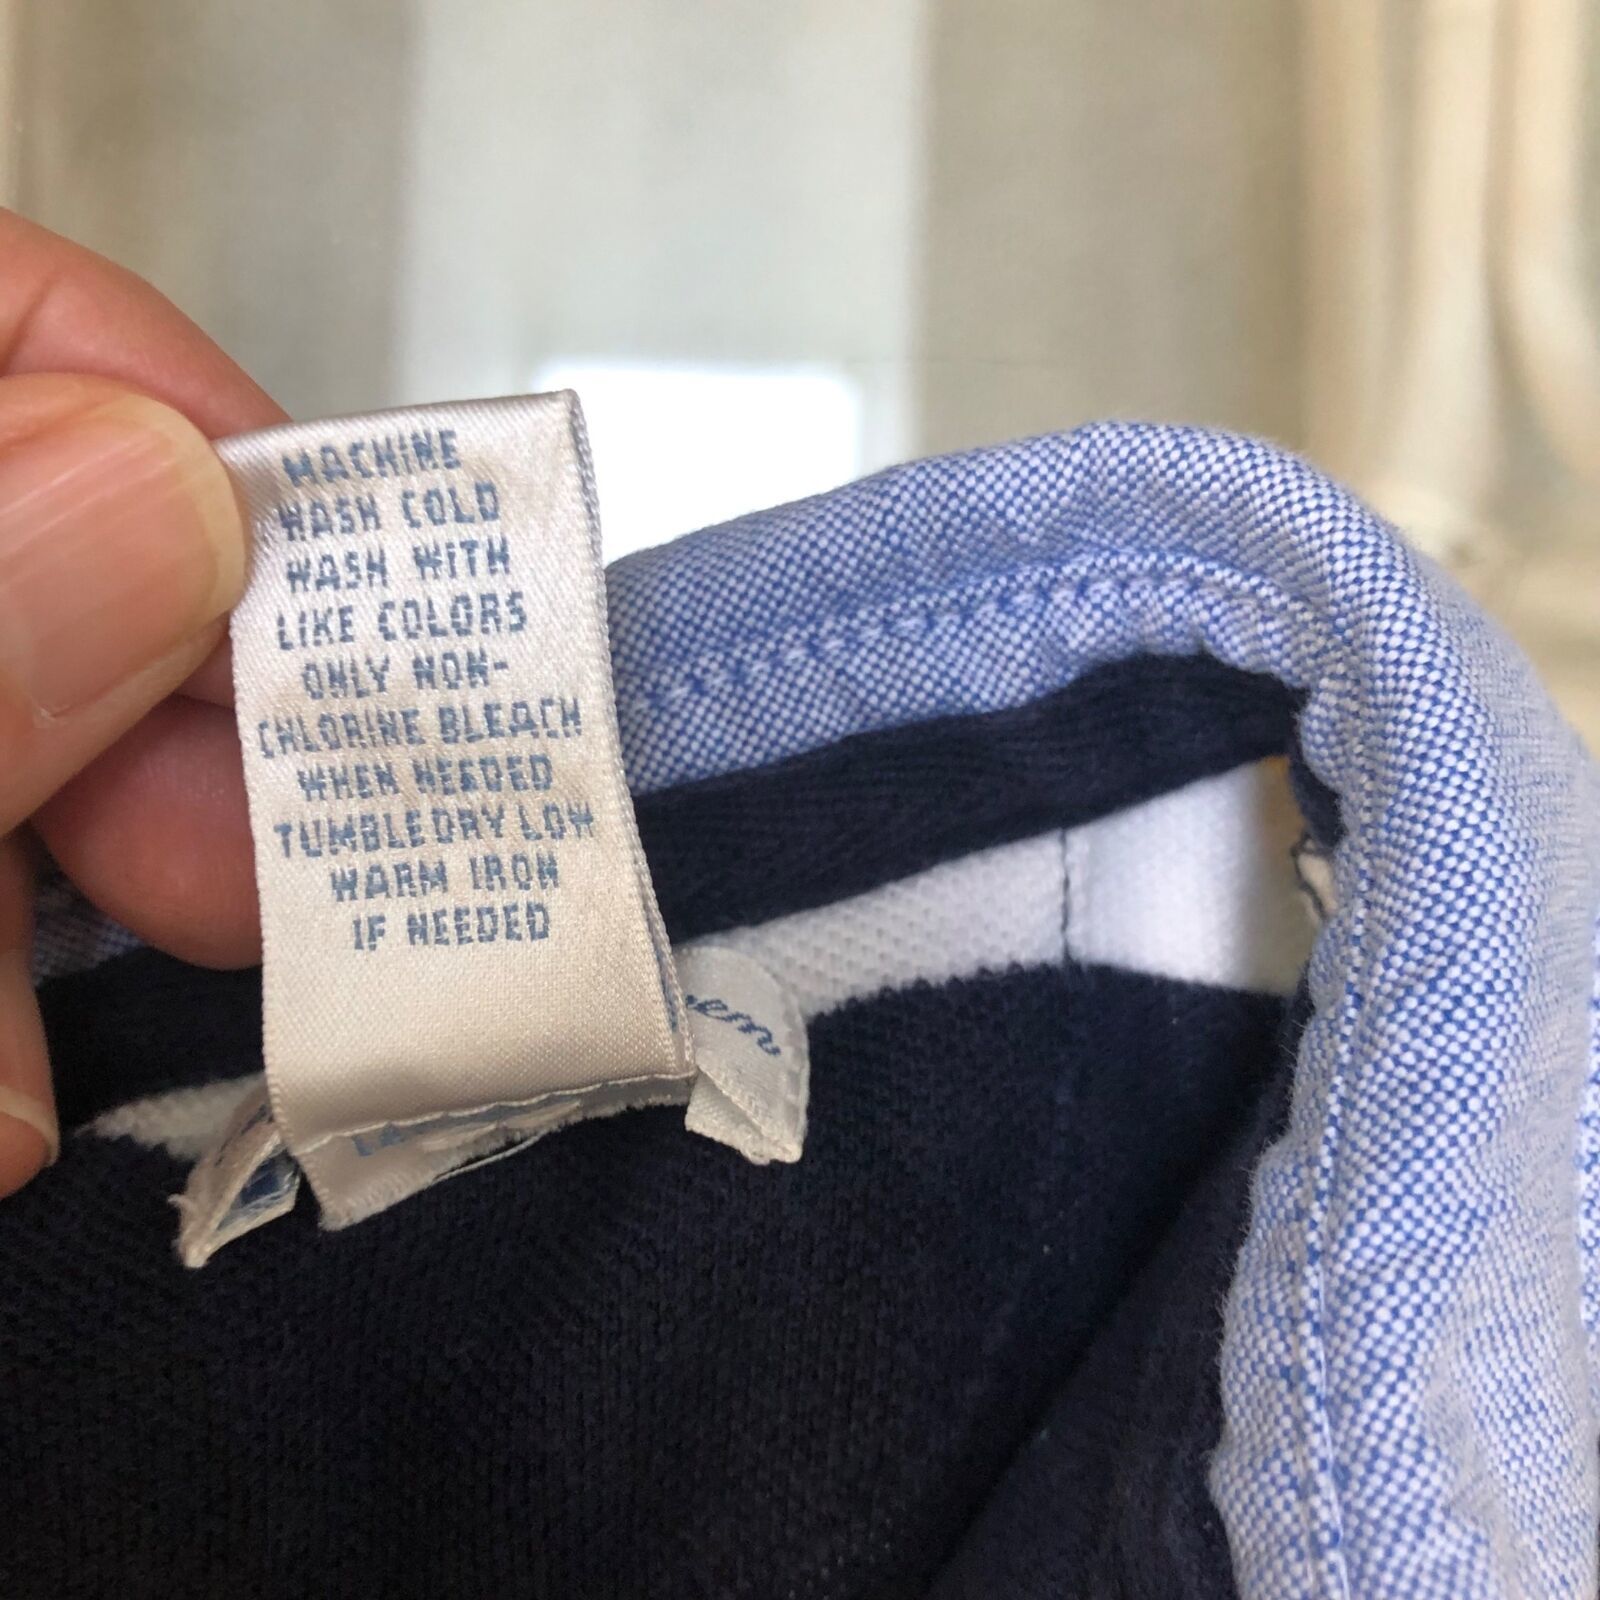 MACHINE
WASH COLD
WASH WITH
LIKE COLORS
ONLY NON-
CHLORINE BLEACH
WHEN NEEDED
TUMBLE DRY LOW
WARM IRON
IF NEEDED